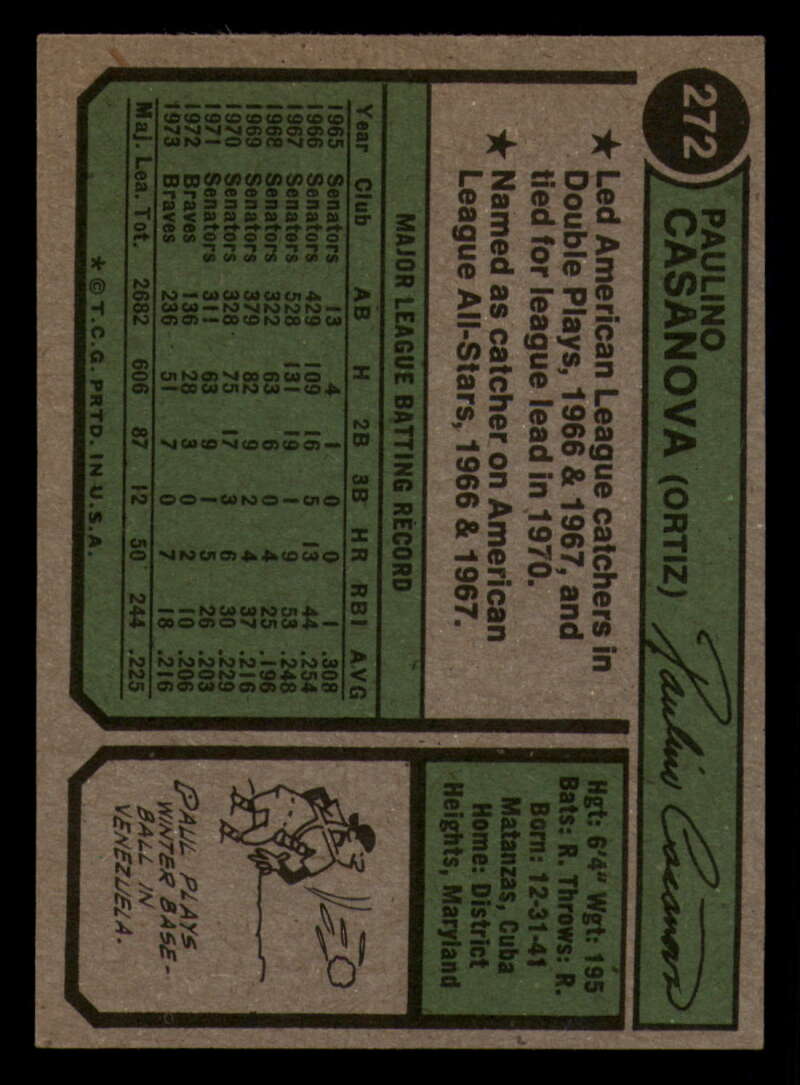 272
PAULINO
CASANOVA (ORTIZ)
Paulino Casanova
★ Led American League catchers in
Double Plays, 1966 & 1967, and
tied for league lead in 1970.
★ Named as catcher on American
League All-Stars, 1966 & 1967.
Hgt: 6'4" Wgt: 195
Bats: R. Throws: R.
Born: 12-31-41
Matanzas, Cuba
Home: District
Heights, Maryland
MAJOR LEAGUE BATTING RECORD
Year Club AB H 2B 3B HR RBI AVG
1965 Senators 13 4 1 0 0 1 .308
1966 Senators 429 109 16 5 13 44 .254
1967 Senators 528 131 19 1 9 53 .248
1968 Senators 322 63 6 0 4 25 .196
1969 Senators 379 82 9 2 4 37 .216
1970 Senators 328 75 17 3 6 30 .229
1971 Senators 311 63 9 1 5 26 .203
1972 Braves 136 28 3 0 2 10 .206
1973 Braves 236 51 7 0 7 18 .216
Maj. Lea. Tot. 2682 606 87 12 50 244 .225
* © T.C.G. PRTD. IN U.S.A.
PAUL PLAYS
WINTER BASE-
BALL IN
VENEZUELA.